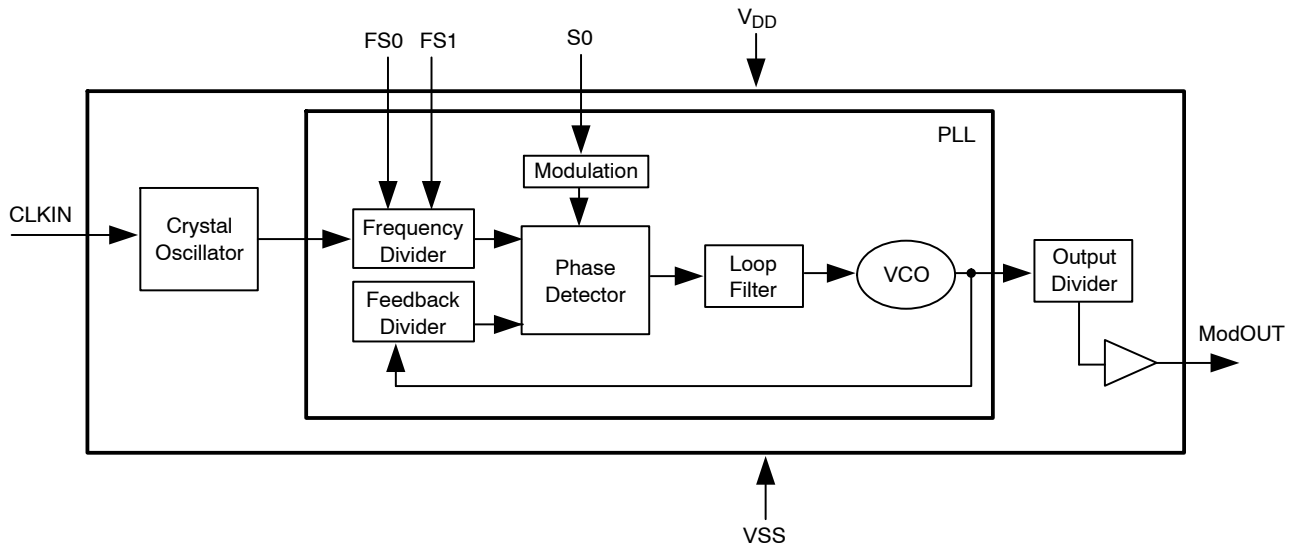 V_DD
FS0
FS1
S0
PLL
Modulation
CLKIN
Crystal
Oscillator
Frequency
Divider
Phase
Detector
Loop
Filter
VCO
Output
Divider
Feedback
Divider
ModOUT
VSS